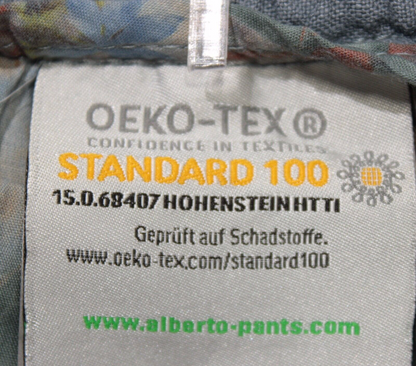 OEKO-TEX®
CONFIDENCE IN TEXTILES
STANDARD 100
15.0.68407 HOHENSTEIN HTTI
Geprüft auf Schadstoffe.
www.oeko-tex.com/standard100
www.alberto-pants.com